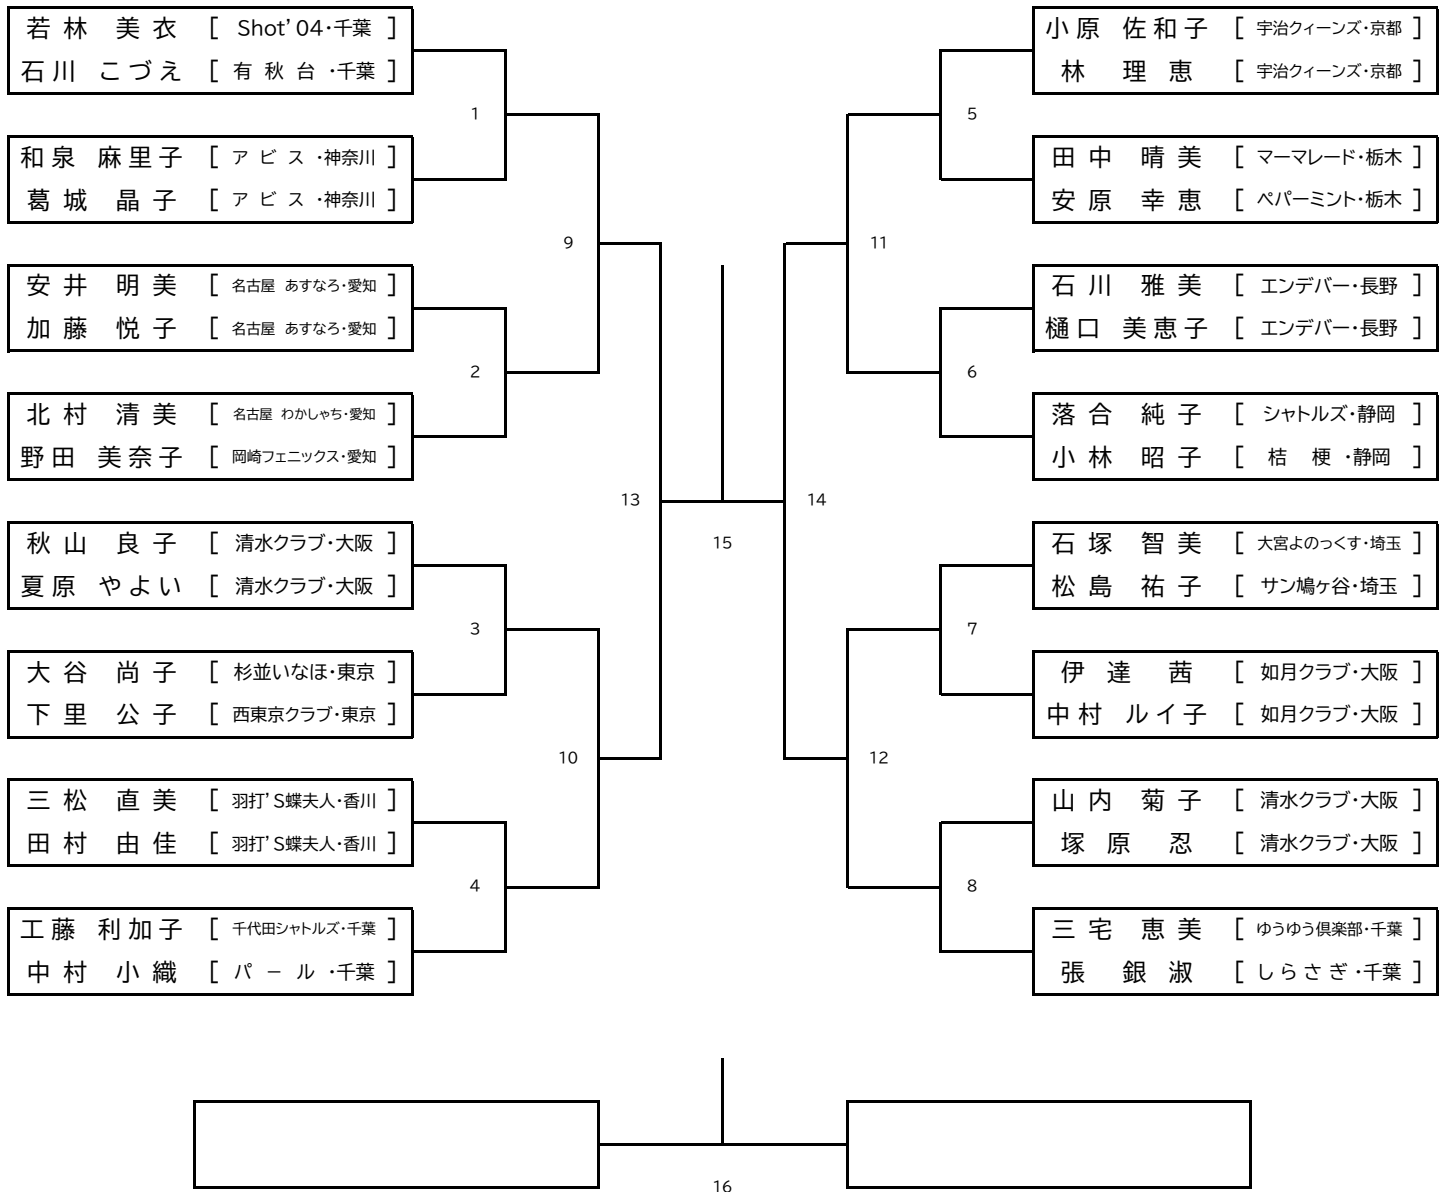 若林 美衣 [ Shot’04・千葉 ]
石川 こづえ [ 有秋台・千葉 ]
1
和泉 麻里子 [ アビス・神奈川 ]
葛城 晶子 [ アビス・神奈川 ]
9
安井 明美 [ 名古屋 あすなろ・愛知 ]
加藤 悦子 [ 名古屋 あすなろ・愛知 ]
2
北村 清美 [ 名古屋 わかしゃち・愛知 ]
野田 美奈子 [ 岡崎フェニックス・愛知 ]
13
秋山 良子 [ 清水クラブ・大阪 ]
夏原 やよい [ 清水クラブ・大阪 ]
3
大谷 尚子 [ 杉並いなほ・東京 ]
下里 公子 [ 西東京クラブ・東京 ]
10
三松 直美 [ 羽打’S蝶夫人・香川 ]
田村 由佳 [ 羽打’S蝶夫人・香川 ]
4
工藤 利加子 [ 千代田シャトルズ・千葉 ]
中村 小織 [ パール・千葉 ]
15
小原 佐和子 [ 宇治クィーンズ・京都 ]
林 理恵 [ 宇治クィーンズ・京都 ]
5
田中 晴美 [ マーマレード・栃木 ]
安原 幸恵 [ ペパーミント・栃木 ]
11
石川 雅美 [ エンデバー・長野 ]
樋口 美恵子 [ エンデバー・長野 ]
6
落合 純子 [ シャトルズ・静岡 ]
小林 昭子 [ 桔梗・静岡 ]
14
石塚 智美 [ 大宮よのっくす・埼玉 ]
松島 祐子 [ サン鳩ヶ谷・埼玉 ]
7
伊達 茜 [ 如月クラブ・大阪 ]
中村 ルイ子 [ 如月クラブ・大阪 ]
12
山内 菊子 [ 清水クラブ・大阪 ]
塚原 忍 [ 清水クラブ・大阪 ]
8
三宅 恵美 [ ゆうゆう倶楽部・千葉 ]
張 銀淑 [ しらさぎ・千葉 ]
16